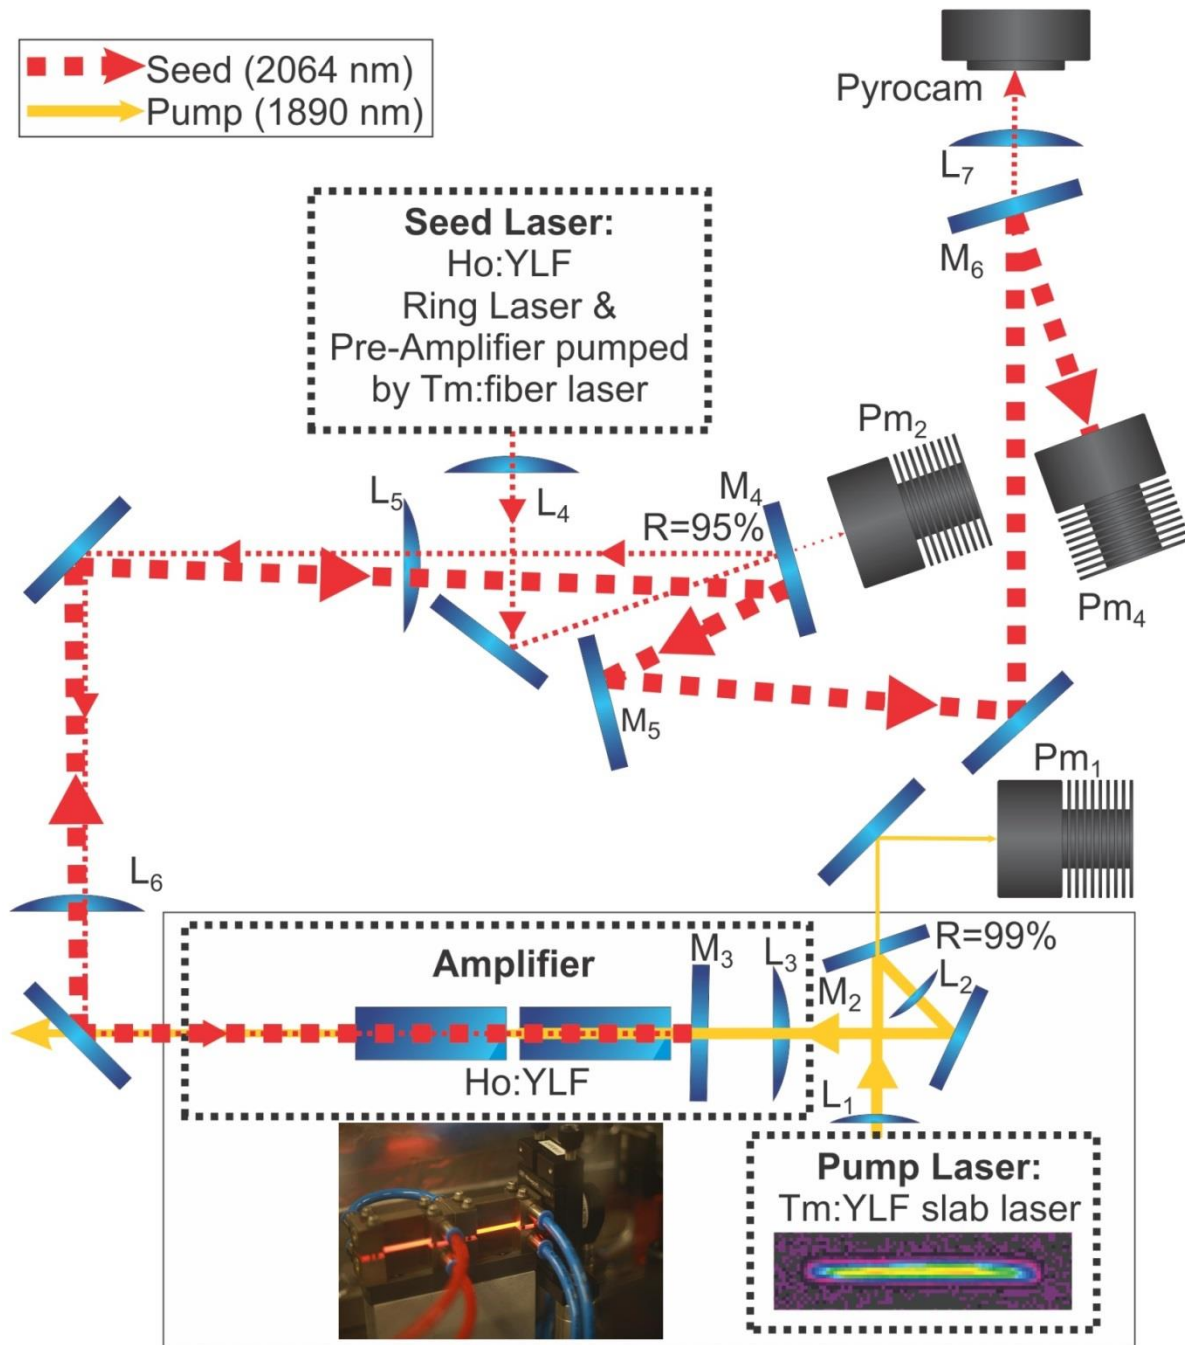 Seed (2064 nm)
Pump (1890 nm)
Pyrocam
L₇
M₆
Seed Laser:
Ho:YLF
Ring Laser &
Pre-Amplifier pumped
by Tm:fiber laser
Pm₂
L₅
L₄
M₄
R=95%
Pm₄
M₅
Pm₁
L₆
R=99%
Amplifier
M₃
L₃
M₂
L₂
Ho:YLF
L₁
Pump Laser:
Tm:YLF slab laser